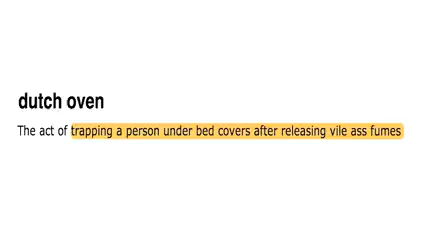 dutch oven
The act of trapping a person under bed covers after releasing vile ass fumes